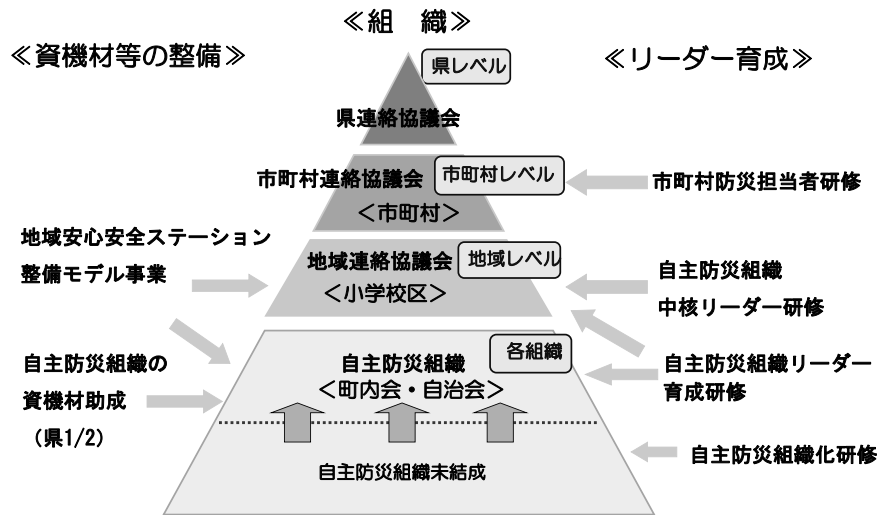 ≪組　織≫
≪資機材等の整備≫
≪リーダー育成≫
県レベル
県連絡協議会
市町村連絡協議会
市町村レベル
＜市町村＞
市町村防災担当者研修
地域安心安全ステーション
整備モデル事業
地域連絡協議会
地域レベル
＜小学校区＞
自主防災組織
中核リーダー研修
各組織
自主防災組織
＜町内会・自治会＞
自主防災組織の
資機材助成
（県1/2）
自主防災組織リーダー
育成研修
自主防災組織化研修
自主防災組織未結成